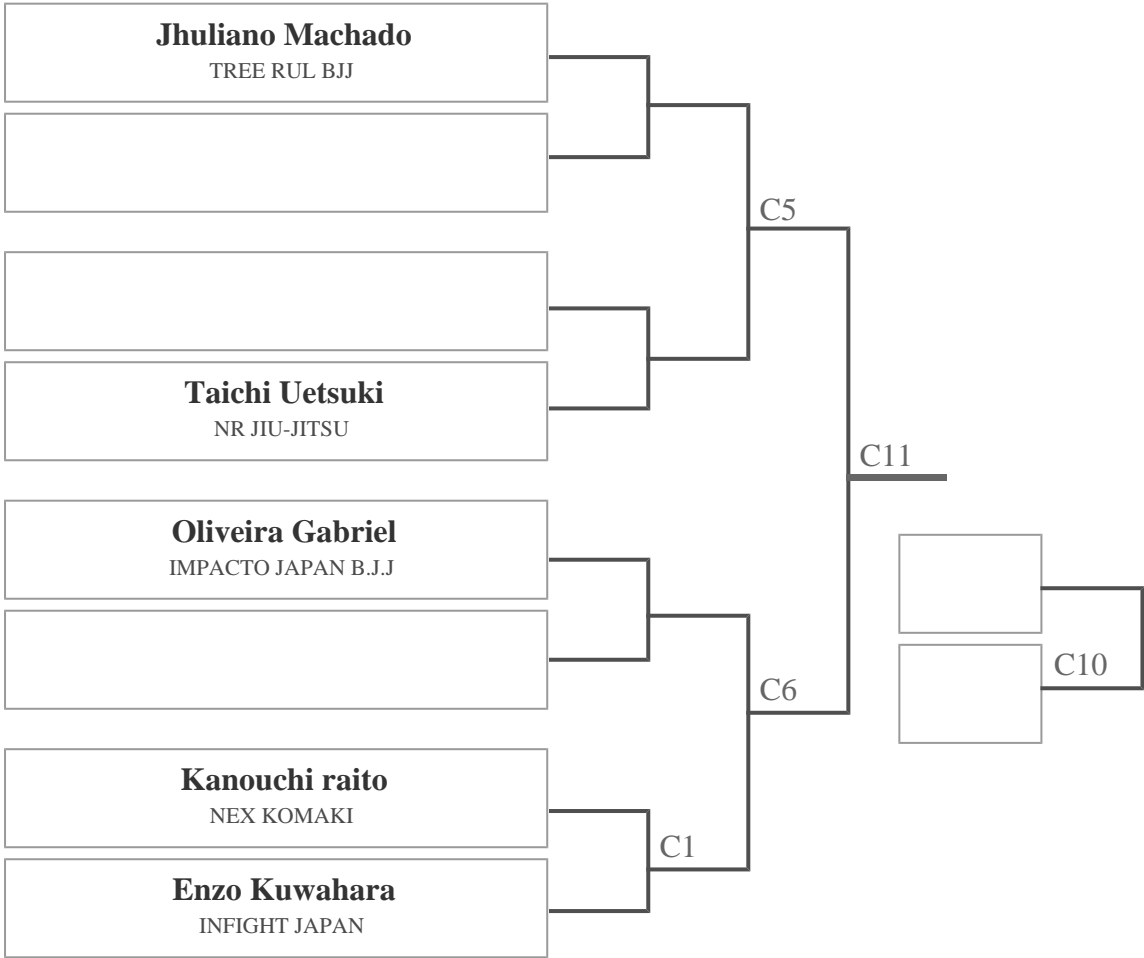 Jhuliano Machado
TREE RUL BJJ
C5
Taichi Uetsuki
NR JIU-JITSU
C11
Oliveira Gabriel
IMPACTO JAPAN B.J.J
C10
C6
Kanouchi raito
NEX KOMAKI
C1
Enzo Kuwahara
INFIGHT JAPAN